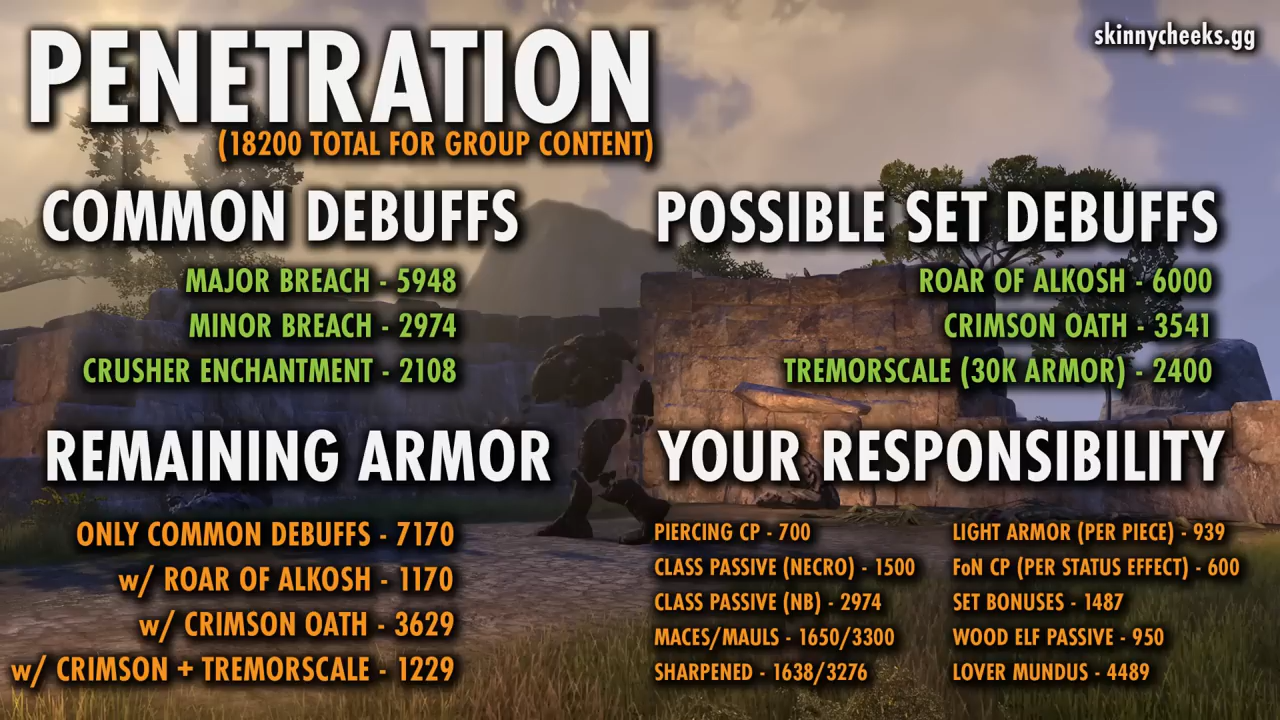 skinnycheeks.gg
PENETRATION
(18200 TOTAL FOR GROUP CONTENT)
COMMON DEBUFFS
MAJOR BREACH - 5948
MINOR BREACH - 2974
CRUSHER ENCHANTMENT - 2108
POSSIBLE SET DEBUFFS
ROAR OF ALKOSH - 6000
CRIMSON OATH - 3541
TREMORSCALE (30K ARMOR) - 2400
REMAINING ARMOR
ONLY COMMON DEBUFFS - 7170
w/ ROAR OF ALKOSH - 1170
w/ CRIMSON OATH - 3629
w/ CRIMSON + TREMORSCALE - 1229
YOUR RESPONSIBILITY
PIERCING CP - 700
CLASS PASSIVE (NECRO) - 1500
CLASS PASSIVE (NB) - 2974
MACES/MAULS - 1650/3300
SHARPENED - 1638/3276
LIGHT ARMOR (PER PIECE) - 939
FoN CP (PER STATUS EFFECT) - 600
SET BONUSES - 1487
WOOD ELF PASSIVE - 950
LOVER MUNDUS - 4489